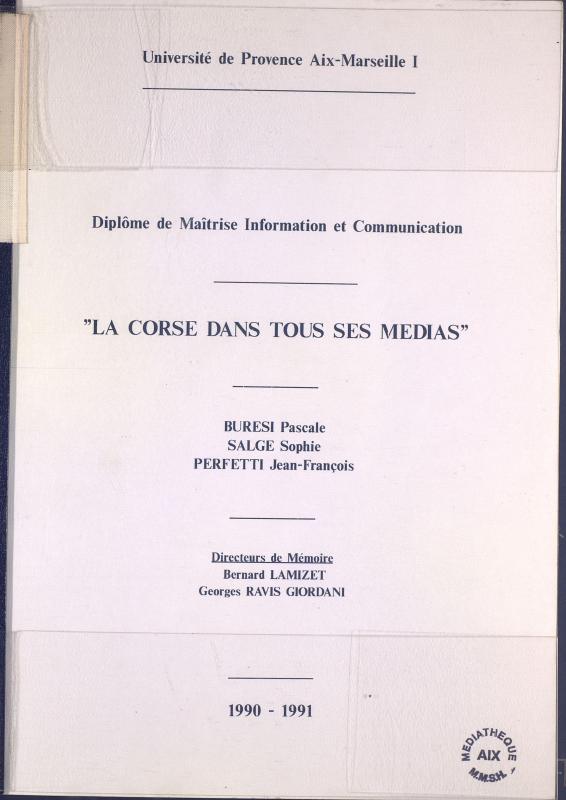 Université de Provence Aix-Marseille I
Diplôme de Maîtrise Information et Communication
"LA CORSE DANS TOUS SES MEDIAS"
BURESI Pascale
SALGE Sophie
PERFETTI Jean-François
Directeurs de Mémoire
Bernard LAMIZET
Georges RAVIS GIORDANI
1990 - 1991
MEDIATHEQUE
AIX
M.M.S.H.